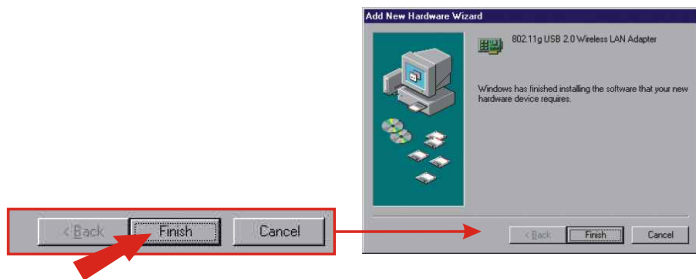 Add New Hardware Wizard
802.11g USB 2.0 Wireless LAN Adapter
Windows has finished installing the software that your new
hardware device requires.
< Back Finish Cancel
< Back Finish Cancel